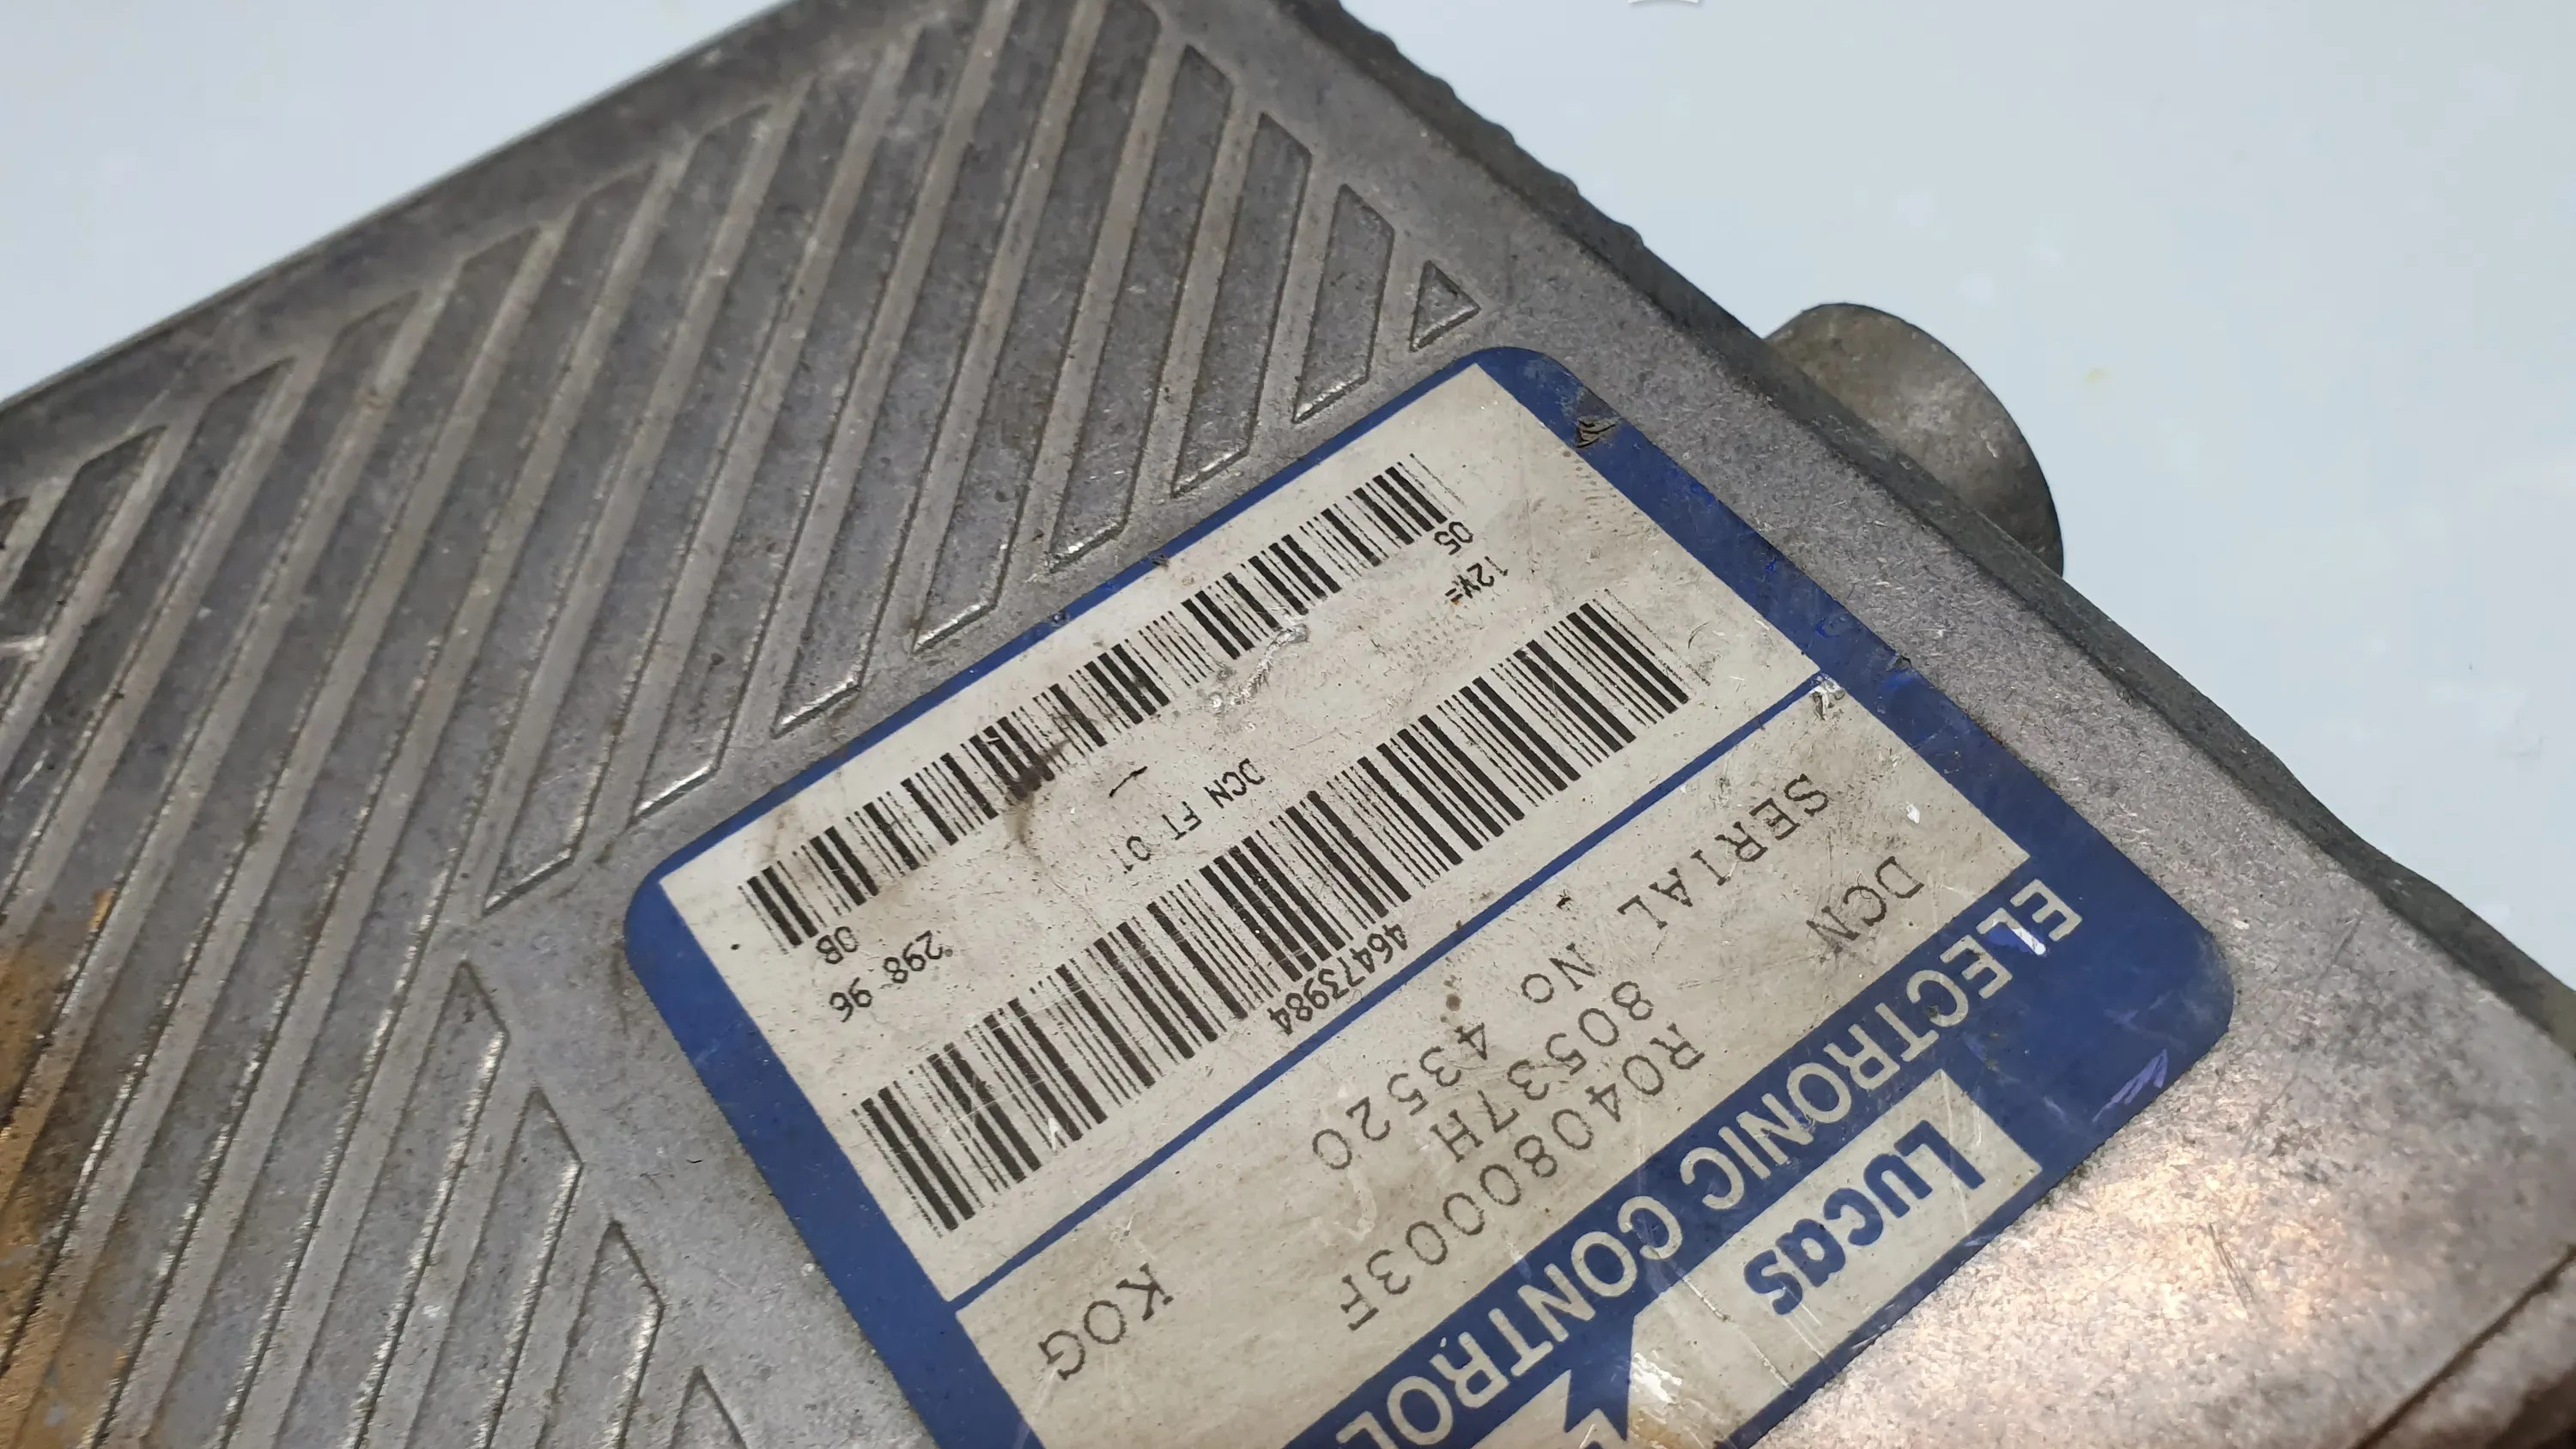 Lucas
ELECTRONIC CONTROL
DCN R04080003F
80537H
SERIAL No 43520 KOG
46473984
12V= DCN FT 01 298 96
05 0B